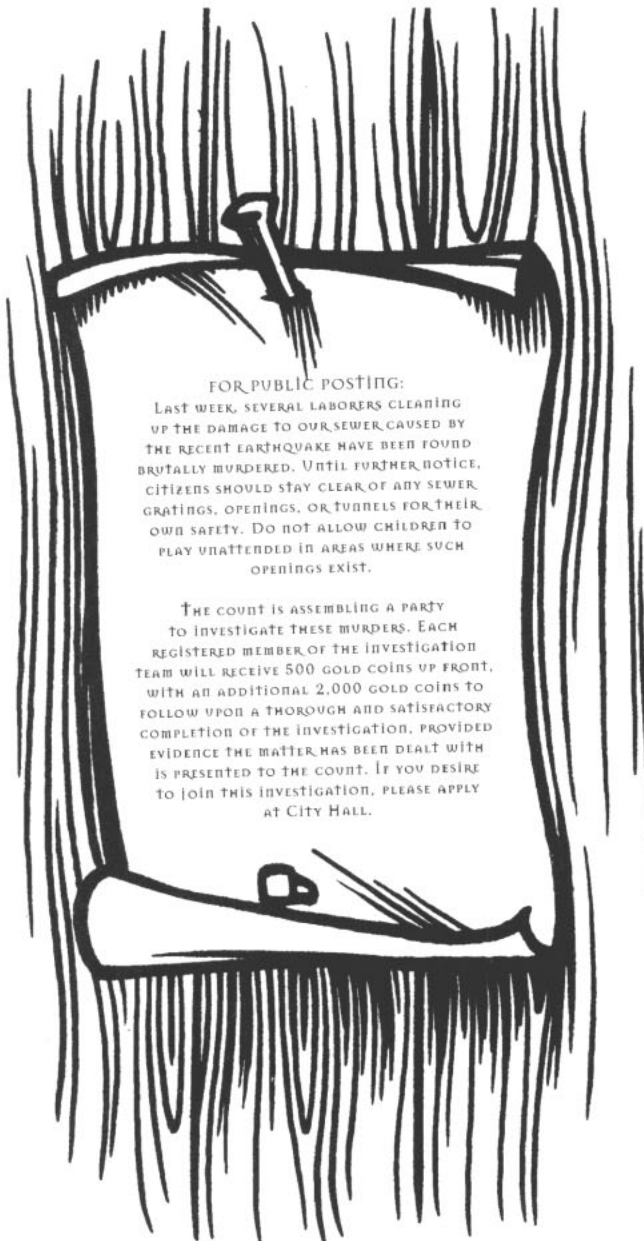 FOR PUBLIC POSTING:
LAST WEEK, SEVERAL LABORERS CLEANING
UP THE DAMAGE TO OUR SEWER CAUSED BY
THE RECENT EARTHQUAKE HAVE BEEN FOUND
BRUTALLY MURDERED. UNTIL FURTHER NOTICE,
CITIZENS SHOULD STAY CLEAR OF ANY SEWER
GRATINGS, OPENINGS, OR TUNNELS FOR THEIR
OWN SAFETY. DO NOT ALLOW CHILDREN TO
PLAY UNATTENDED IN AREAS WHERE SUCH
OPENINGS EXIST.
THE COUNT IS ASSEMBLING A PARTY
TO INVESTIGATE THESE MURDERS. EACH
REGISTERED MEMBER OF THE INVESTIGATION
TEAM WILL RECEIVE 500 GOLD COINS UP FRONT,
WITH AN ADDITIONAL 2,000 GOLD COINS TO
FOLLOW UPON A THOROUGH AND SATISFACTORY
COMPLETION OF THE INVESTIGATION, PROVIDED
EVIDENCE THE MATTER HAS BEEN DEALT WITH
IS PRESENTED TO THE COUNT. IF YOU DESIRE
TO JOIN THIS INVESTIGATION, PLEASE APPLY
AT CITY HALL.